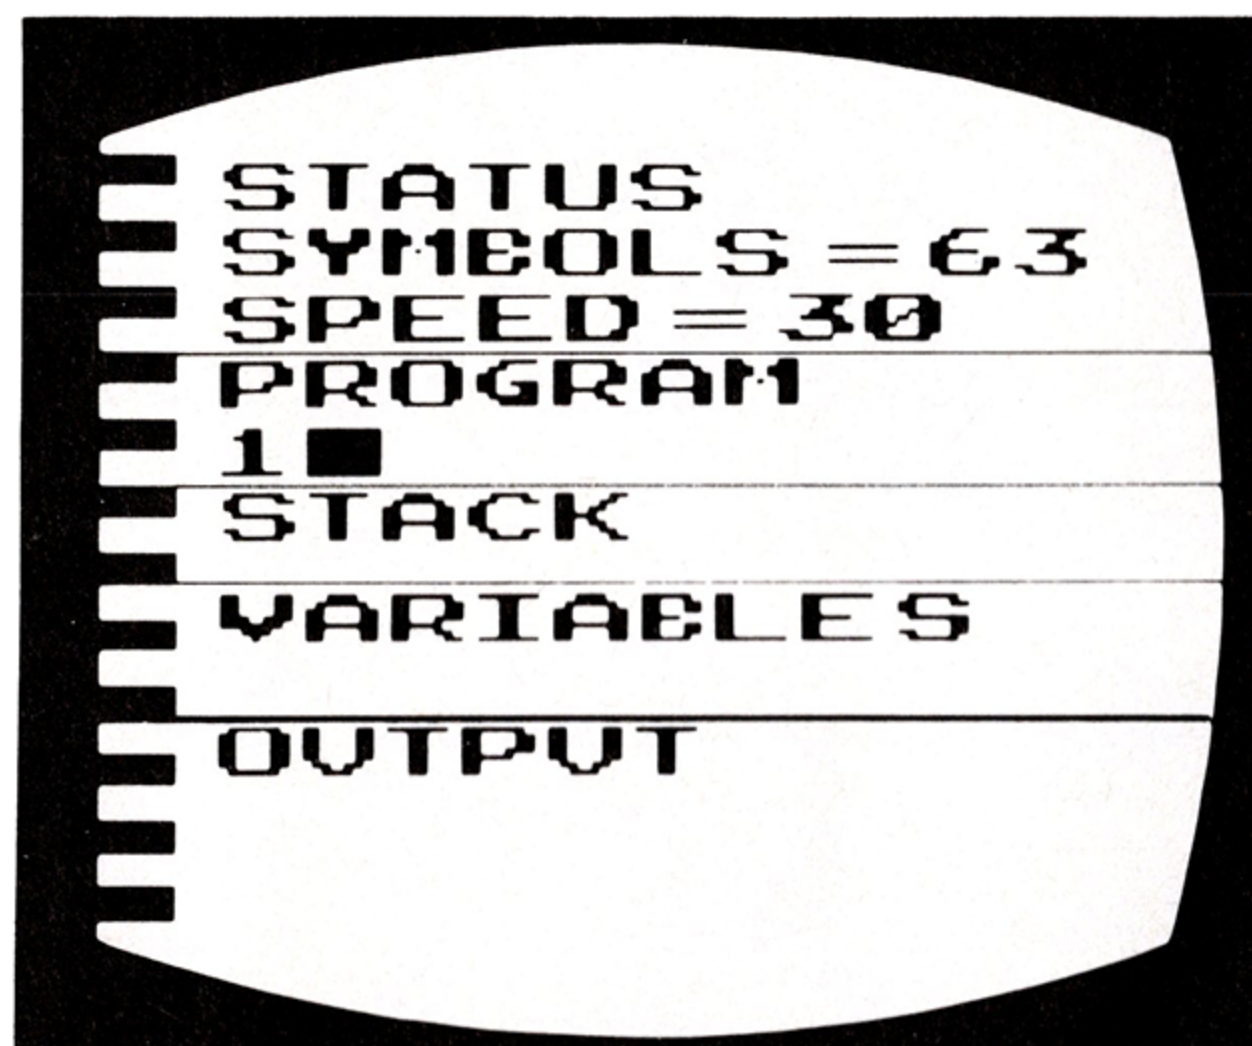 STATUS
SYMBOLS = 63
SPEED = 30
PROGRAM
1
STACK
VARIABLES
OUTPUT